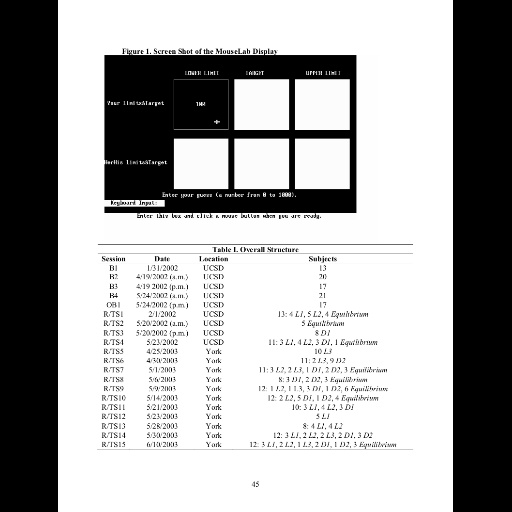 Figure 1. Screen Shot of the MouseLab Display
LOWER LIMIT TARGET UPPER LIMIT
Your limits&Target
100
Her/His limits&Target
Enter your guess (a number from 0 to 1000).
Keyboard Input:
Enter this box and click a mouse button when you are ready.
Table I. Overall Structure
Session Date Location Subjects
B1 1/31/2002 UCSD 13
B2 4/19/2002 (a.m.) UCSD 20
B3 4/19 2002 (p.m.) UCSD 17
B4 5/24/2002 (a.m.) UCSD 21
OB1 5/24/2002 (p.m.) UCSD 17
R/TS1 2/1/2002 UCSD 13: 4 L1, 5 L2, 4 Equilibrium
R/TS2 5/20/2002 (a.m.) UCSD 5 Equilibrium
R/TS3 5/20/2002 (p.m.) UCSD 8 D1
R/TS4 5/23/2002 UCSD 11: 3 L1, 4 L2, 3 D1, 1 Equilibrium
R/TS5 4/25/2003 York 10 L3
R/TS6 4/30/2003 York 11: 2 L3, 9 D2
R/TS7 5/1/2003 York 11: 3 L2, 2 L3, 1 D1, 2 D2, 3 Equilibrium
R/TS8 5/6/2003 York 8: 3 D1, 2 D2, 3 Equilibrium
R/TS9 5/9/2003 York 12: 1 L2, 1 L3, 3 D1, 1 D2, 6 Equilibrium
R/TS10 5/14/2003 York 12: 2 L2, 5 D1, 1 D2, 4 Equilibrium
R/TS11 5/21/2003 York 10: 3 L1, 4 L2, 3 D1
R/TS12 5/23/2003 York 5 L1
R/TS13 5/28/2003 York 8: 4 L1, 4 L2
R/TS14 5/30/2003 York 12: 3 L1, 2 L2, 2 L3, 2 D1, 3 D2
R/TS15 6/10/2003 York 12: 3 L1, 2 L2, 1 L3, 2 D1, 1 D2, 3 Equilibrium
45